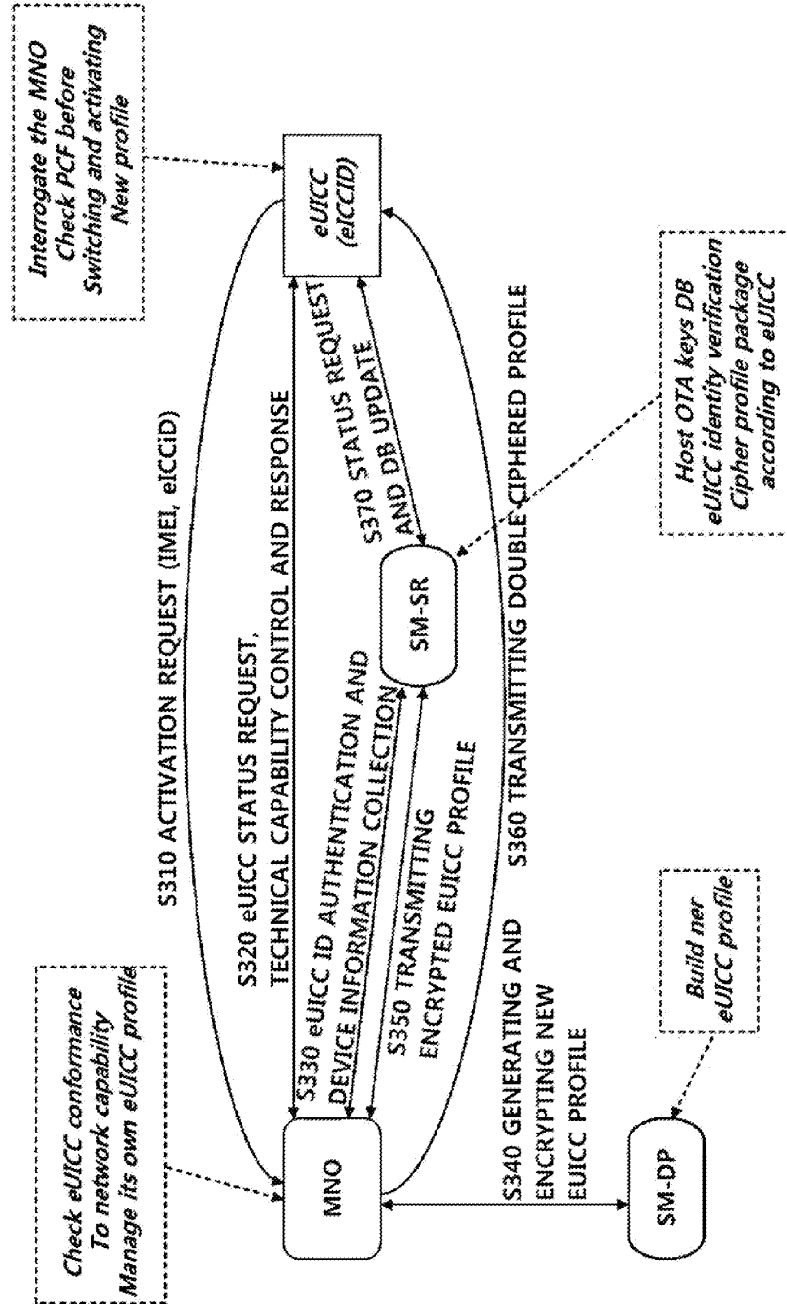 Check eUICC conformance
To network capability
Manage its own eUICC profile
Interrogate the MNO
Check PCF before
Switching and activating
New profile
S310 ACTIVATION REQUEST (IMEI, eICCiD)
S320 eUICC STATUS REQUEST,
TECHNICAL CAPABILITY CONTROL AND RESPONSE
MNO
eUICC
(eICCID)
S330 eUICC ID AUTHENTICATION AND
DEVICE INFORMATION COLLECTION
S370 STATUS REQUEST
AND DB UPDATE
SM-SR
S350 TRANSMITTING
ENCRYPTED EUICC PROFILE
S360 TRANSMITTING DOUBLE CIPHERED PROFILE
S340 GENERATING AND
ENCRYPTING NEW
EUICC PROFILE
SM-DP
Build ner
eUICC profile
Host OTA keys DB
eUICC identity verification
Cipher profile package
according to eUICC